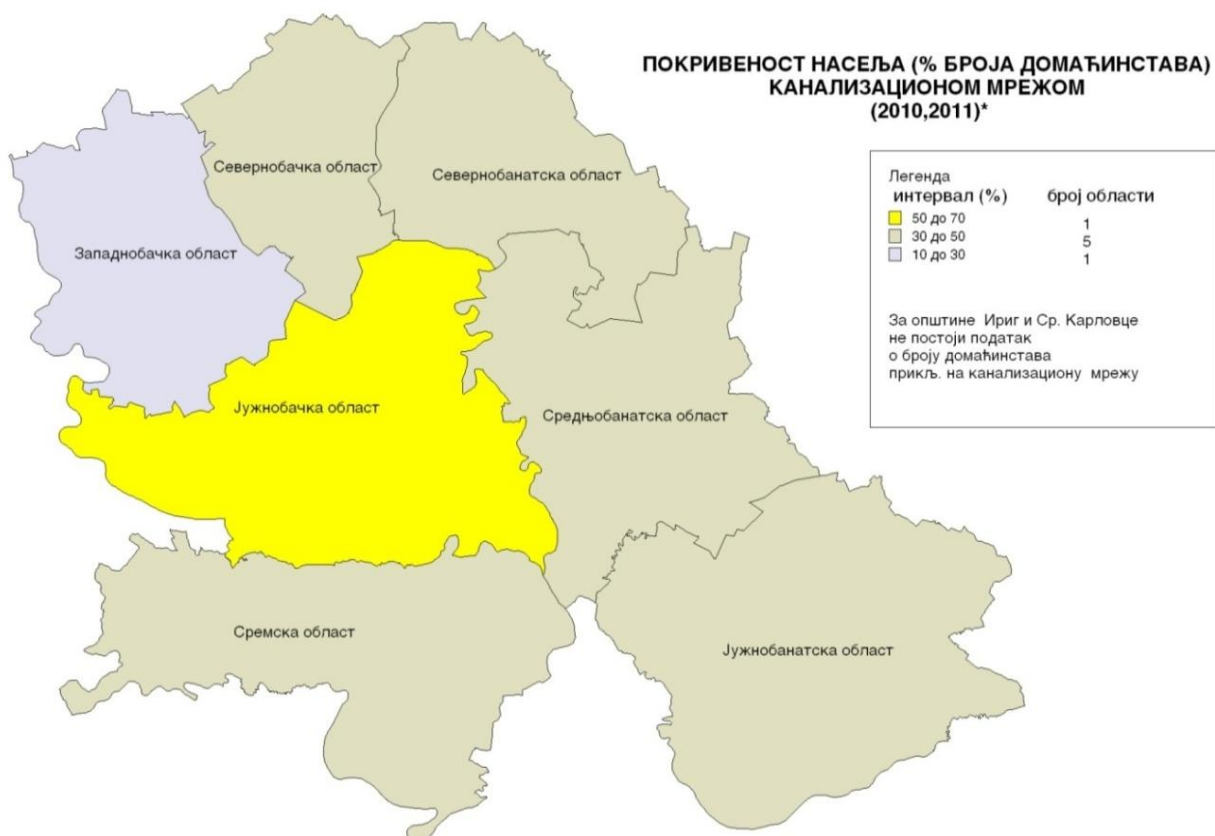 ПОКРИВЕНОСТ НАСЕЉА (% БРОЈА ДОМАЋИНСТАВА)
КАНАЛИЗАЦИОНОМ МРЕЖОМ
(2010,2011)*
Легенда
интервал (%) број области
50 до 70 1
30 до 50 5
10 до 30 1
За општине Ириг и Ср. Карловце
не постоји податак
о броју домаћинстава
прикљ. на канализациону мрежу
Севернобачка област
Севернобанатска област
Западнобачка област
Јужнобачка област
Средњобанатска област
Сремска област
Јужнобанатска област